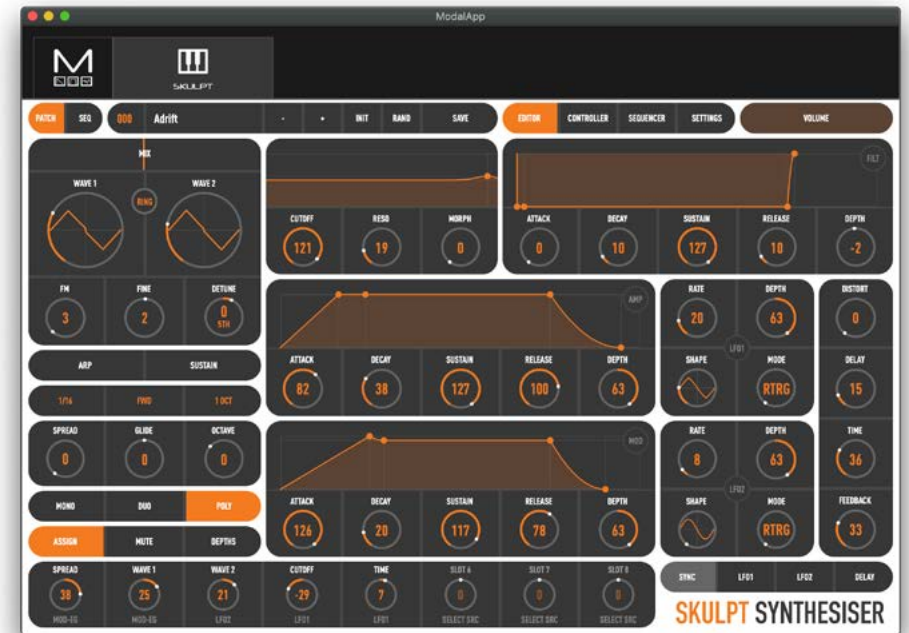 ModalApp
SKULPT
PATCH SEQ 000 Adrift - + INIT RAND SAVE EDITOR CONTROLLER SEQUENCER SETTINGS VOLUME
MIX
WAVE 1 RING WAVE 2
FM FINE DETUNE
3 2 0
5TH
ARP SUSTAIN
1/16 FWD 1 OCT
SPREAD GLIDE OCTAVE
0 0 0
MONO DUO POLY
ASSIGN MUTE DEPTHS
CUTOFF RESO MORPH
121 19 0
FILT
ATTACK DECAY SUSTAIN RELEASE DEPTH
0 10 127 10 -2
AMP
ATTACK DECAY SUSTAIN RELEASE DEPTH
82 38 127 100 63
MOD
ATTACK DECAY SUSTAIN RELEASE DEPTH
126 20 117 78 63
RATE DEPTH
20 63
LFO1
SHAPE MODE
RTRG
RATE DEPTH
8 63
LFO2
SHAPE MODE
RTRG
DISTORT
0
DELAY
15
TIME
36
FEEDBACK
33
SPREAD WAVE 1 WAVE 2 CUTOFF TIME SLOT 6 SLOT 7 SLOT 8
38 25 21 -29 7 0 0 0
MOD-EG MOD-EG LFO2 LFO1 LFO1 SELECT SRC SELECT SRC SELECT SRC
SYNC LFO1 LFO2 DELAY
SKULPT SYNTHESISER